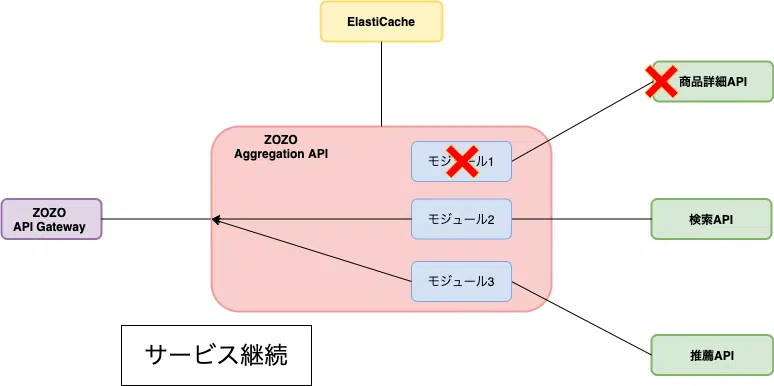 ElastiCache
商品詳細API
ZOZO
Aggregation API
モジュール1
ZOZO
API Gateway
モジュール2
検索API
モジュール3
サービス継続
推薦API